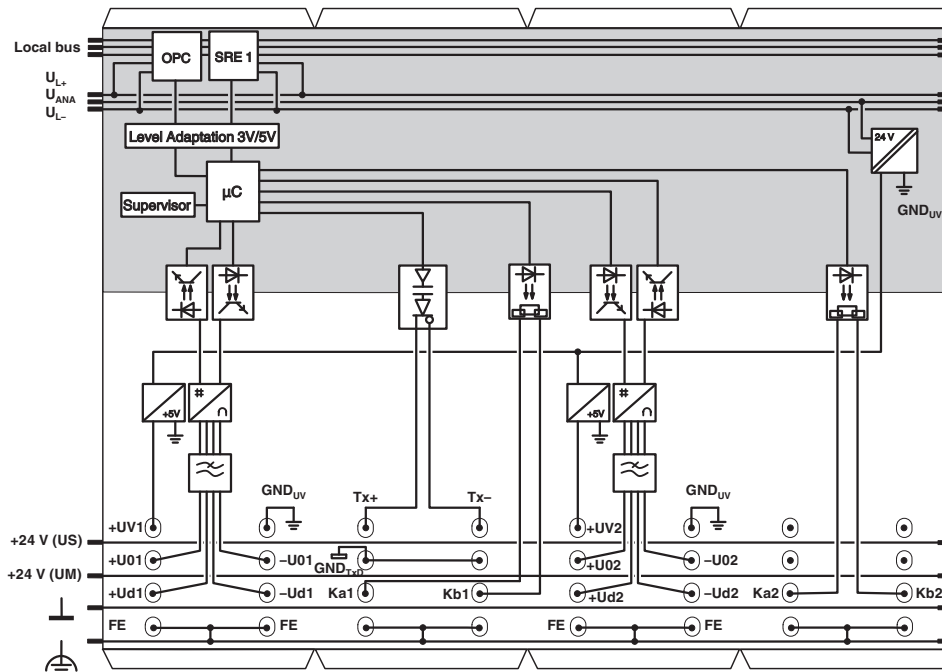 Local bus
OPC
SRE 1
U_L+
U_ANA
U_L–
Level Adaptation 3V/5V
24 V
µC
Supervisor
GND_UV
+5V
#
∩
+5V
#
∩
GND_UV
Tx+
Tx–
GND_UV
+UV1
+UV2
+24 V (US)
+U01
–U01
GND_TxD
+U02
–U02
+24 V (UM)
+Ud1
–Ud1
Ka1
Kb1
+Ud2
–Ud2
Ka2
Kb2
FE
FE
FE
FE